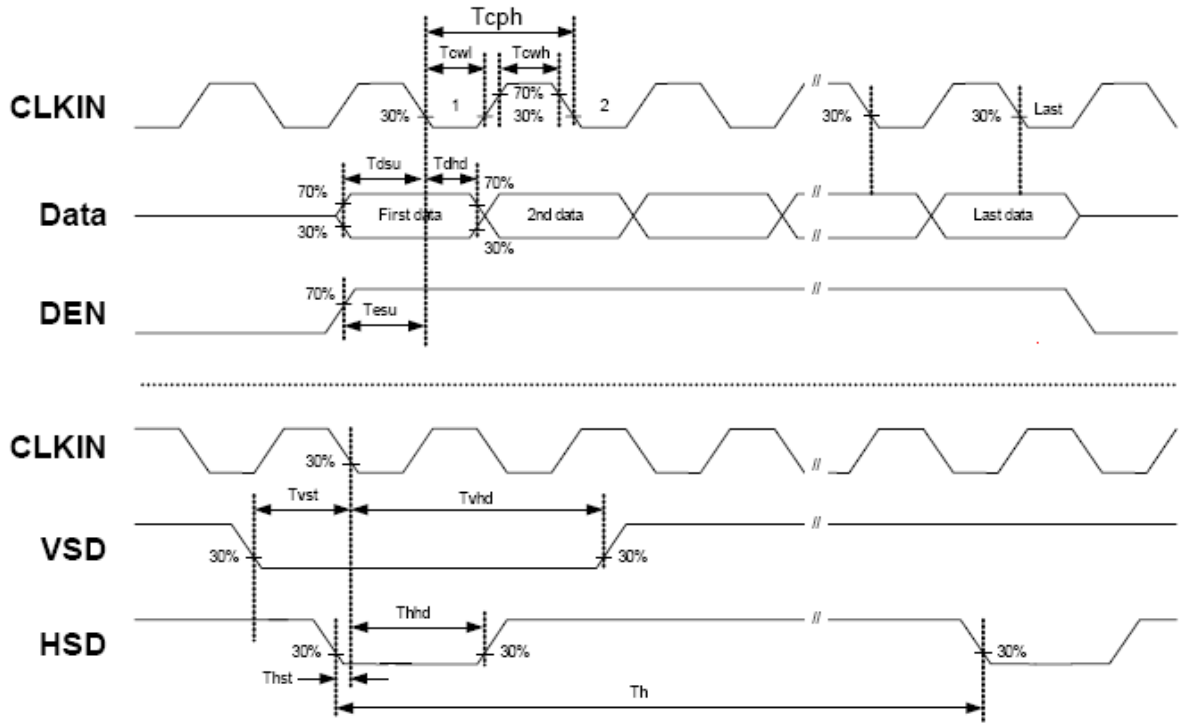 Tcph
Tcwl Tcwh
CLKIN 30% 1 70% 30% 2 // 30% 30% Last
Tdsu Tdhd
70% 70%
Data First data 2nd data // Last data
30% 30%
DEN 70% //
Tesu
CLKIN 30% //
Tvst Tvhd
VSD 30% 30% //
Thhd
HSD 30% 30% // 30%
Thst
Th